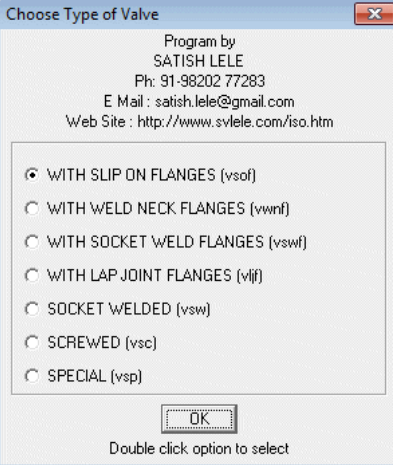 Choose Type of Valve
Program by
SATISH LELE
Ph: 91-98202 77283
E Mail : satish.lele@gmail.com
Web Site : http://www.svlele.com/iso.htm
WITH SLIP ON FLANGES (vsof)
WITH WELD NECK FLANGES (vwnf)
WITH SOCKET WELD FLANGES (vswf)
WITH LAP JOINT FLANGES (vljf)
SOCKET WELDED (vsw)
SCREWED (vsc)
SPECIAL (vsp)
OK
Double click option to select